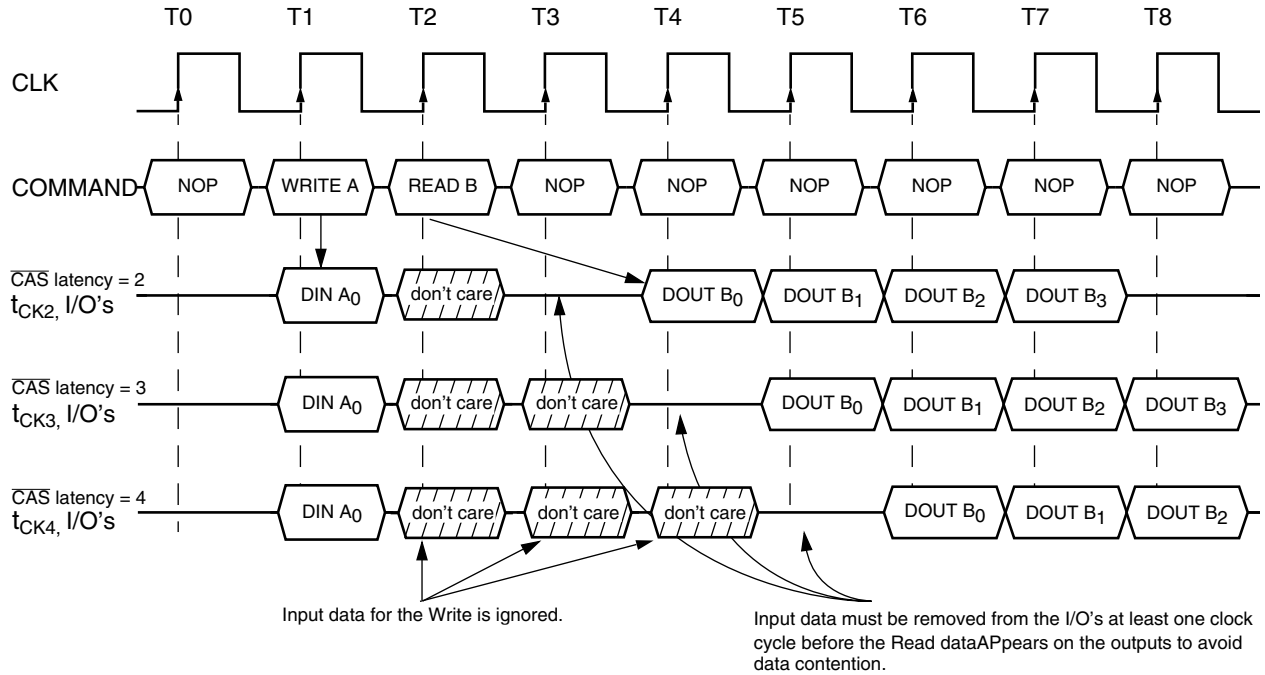 T0 T1 T2 T3 T4 T5 T6 T7 T8
CLK
COMMAND NOP WRITE A READ B NOP NOP NOP NOP NOP NOP
CAS latency = 2
tCK2, I/O's DIN A0 don't care DOUT B0 DOUT B1 DOUT B2 DOUT B3
CAS latency = 3
tCK3, I/O's DIN A0 don't care don't care DOUT B0 DOUT B1 DOUT B2 DOUT B3
CAS latency = 4
tCK4, I/O's DIN A0 don't care don't care don't care DOUT B0 DOUT B1 DOUT B2
Input data for the Write is ignored.
Input data must be removed from the I/O's at least one clock
cycle before the Read dataAPpears on the outputs to avoid
data contention.